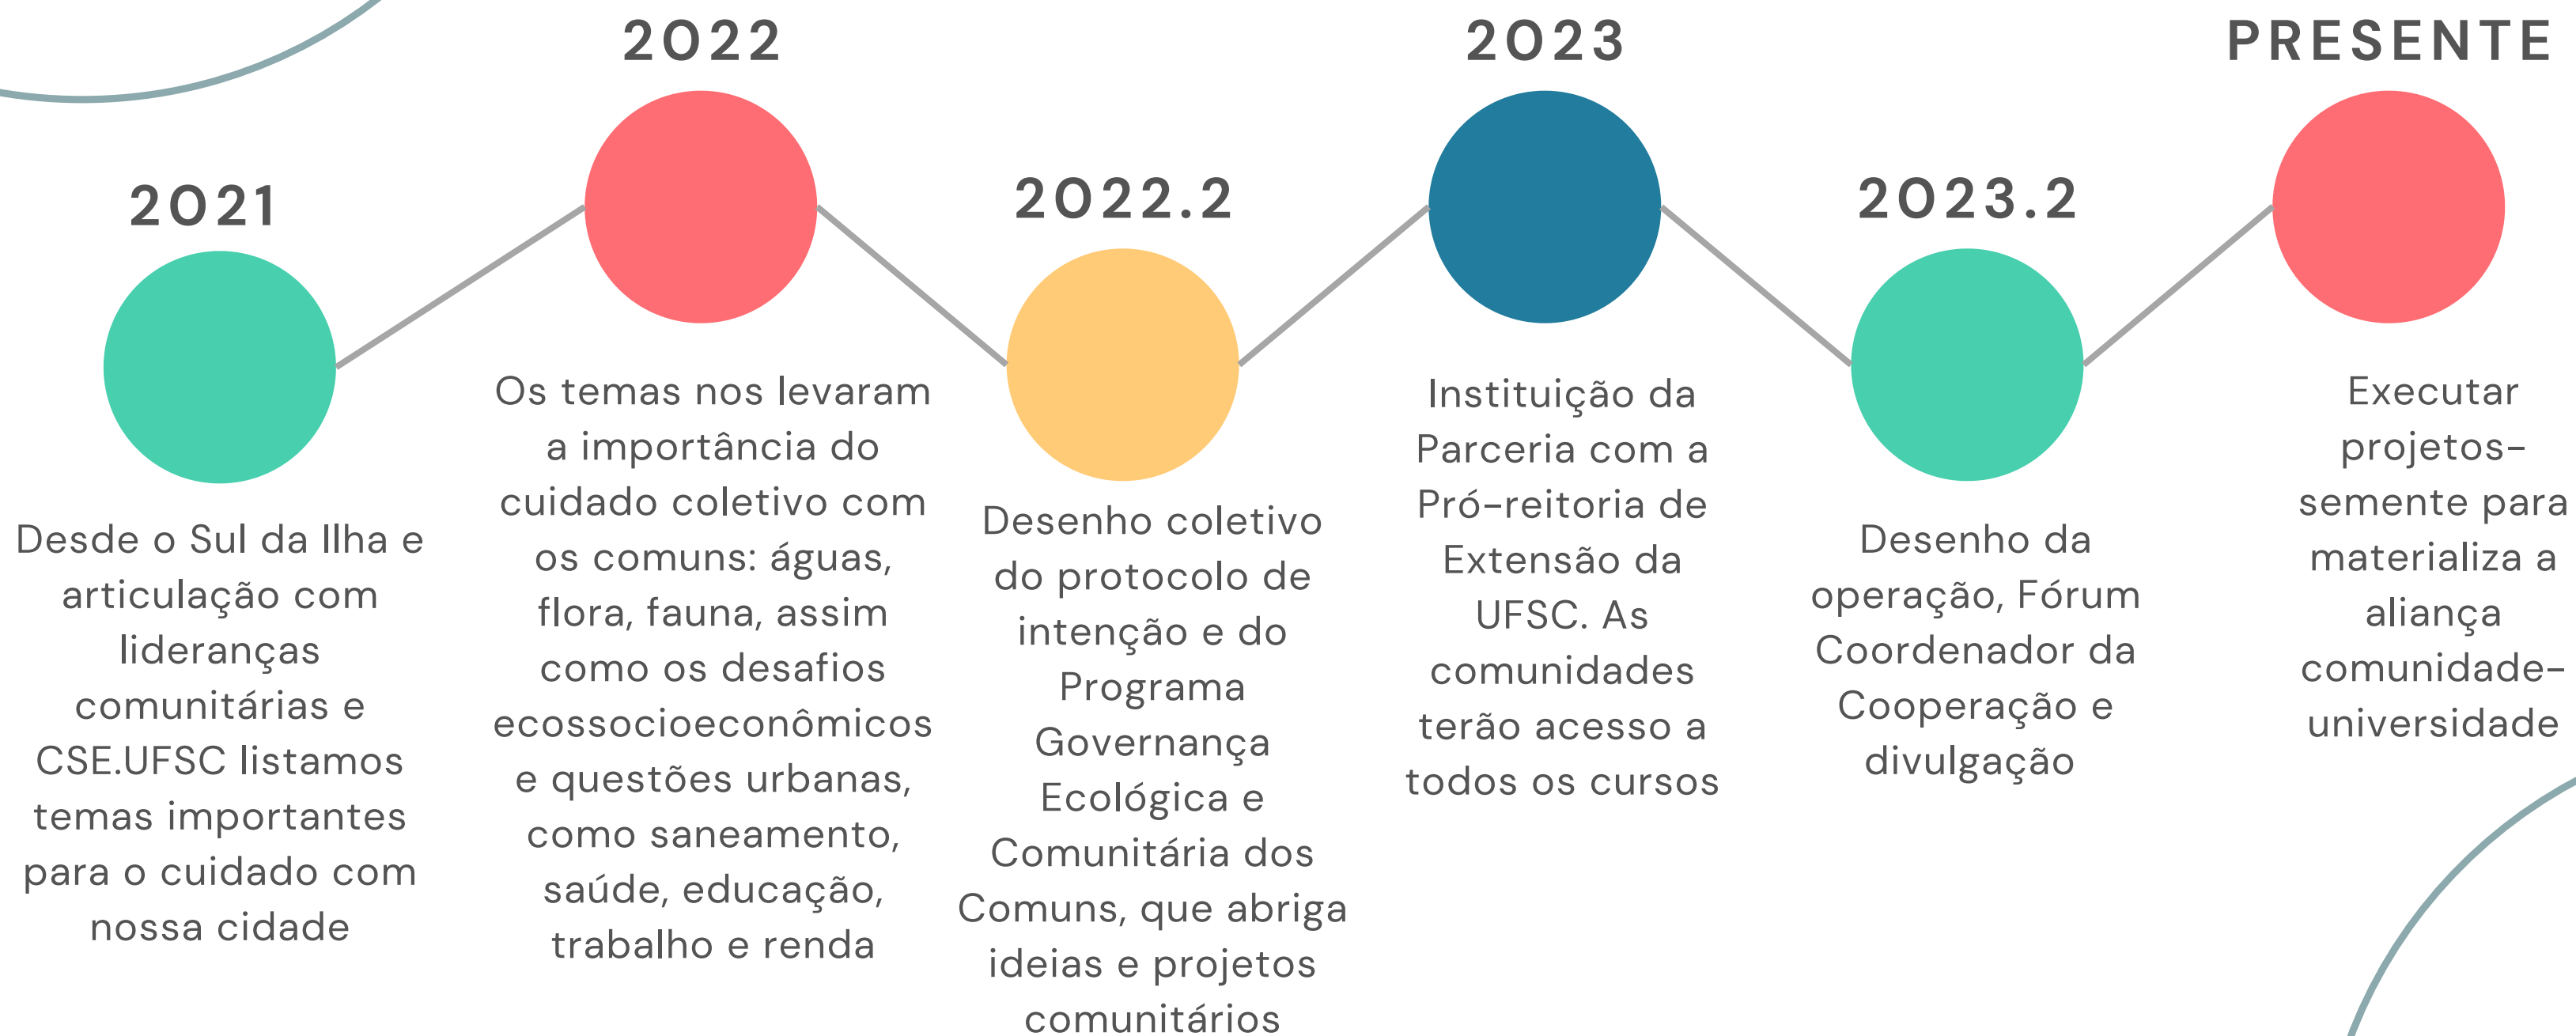 2021
Desde o Sul da Ilha e
articulação com
lideranças
comunitárias e
CSE.UFSC listamos
temas importantes
para o cuidado com
nossa cidade
2022
Os temas nos levaram
a importância do
cuidado coletivo com
os comuns: águas,
flora, fauna, assim
como os desafios
ecossocioeconômicos
e questões urbanas,
como saneamento,
saúde, educação,
trabalho e renda
2022.2
Desenho coletivo
do protocolo de
intenção e do
Programa
Governança
Ecológica e
Comunitária dos
Comuns, que abriga
ideias e projetos
comunitários
2023
Instituição da
Parceria com a
Pró-reitoria de
Extensão da
UFSC. As
comunidades
terão acesso a
todos os cursos
2023.2
Desenho da
operação, Fórum
Coordenador da
Cooperação e
divulgação
PRESENTE
Executar
projetos-
semente para
materializa a
aliança
comunidade-
universidade